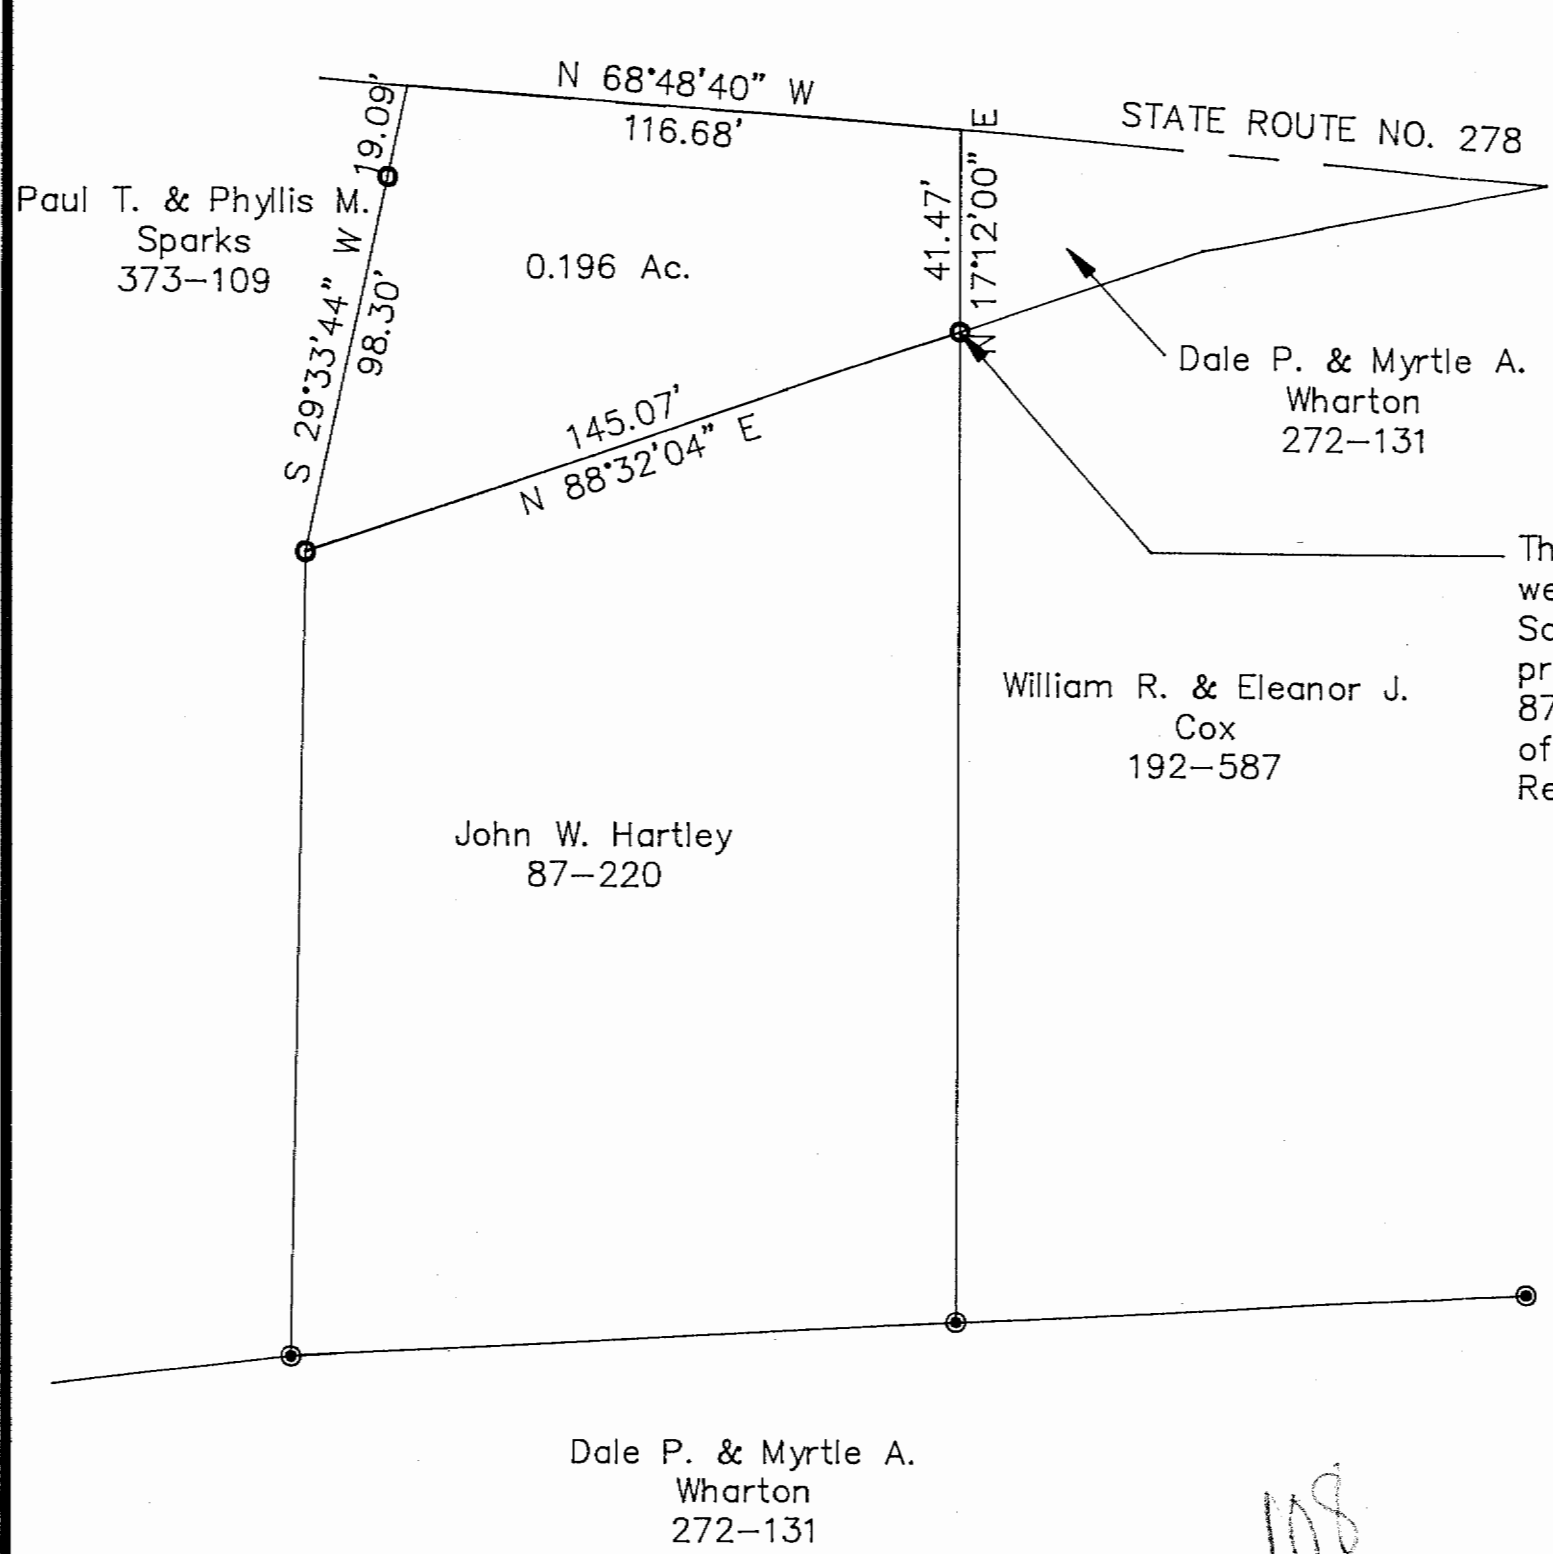 N 68°48'40" W
116.68'
STATE ROUTE NO. 278
19.09'
Paul T. & Phyllis M.
Sparks
373-109
S 29°33'44" W
98.30'
0.196 Ac.
41.47'
N 17°12'00" E
145.07'
N 88°32'04" E
Dale P. & Myrtle A.
Wharton
272-131
Th
we
So
pr
87
of
Re
William R. & Eleanor J.
Cox
192-587
John W. Hartley
87-220
Dale P. & Myrtle A.
Wharton
272-131